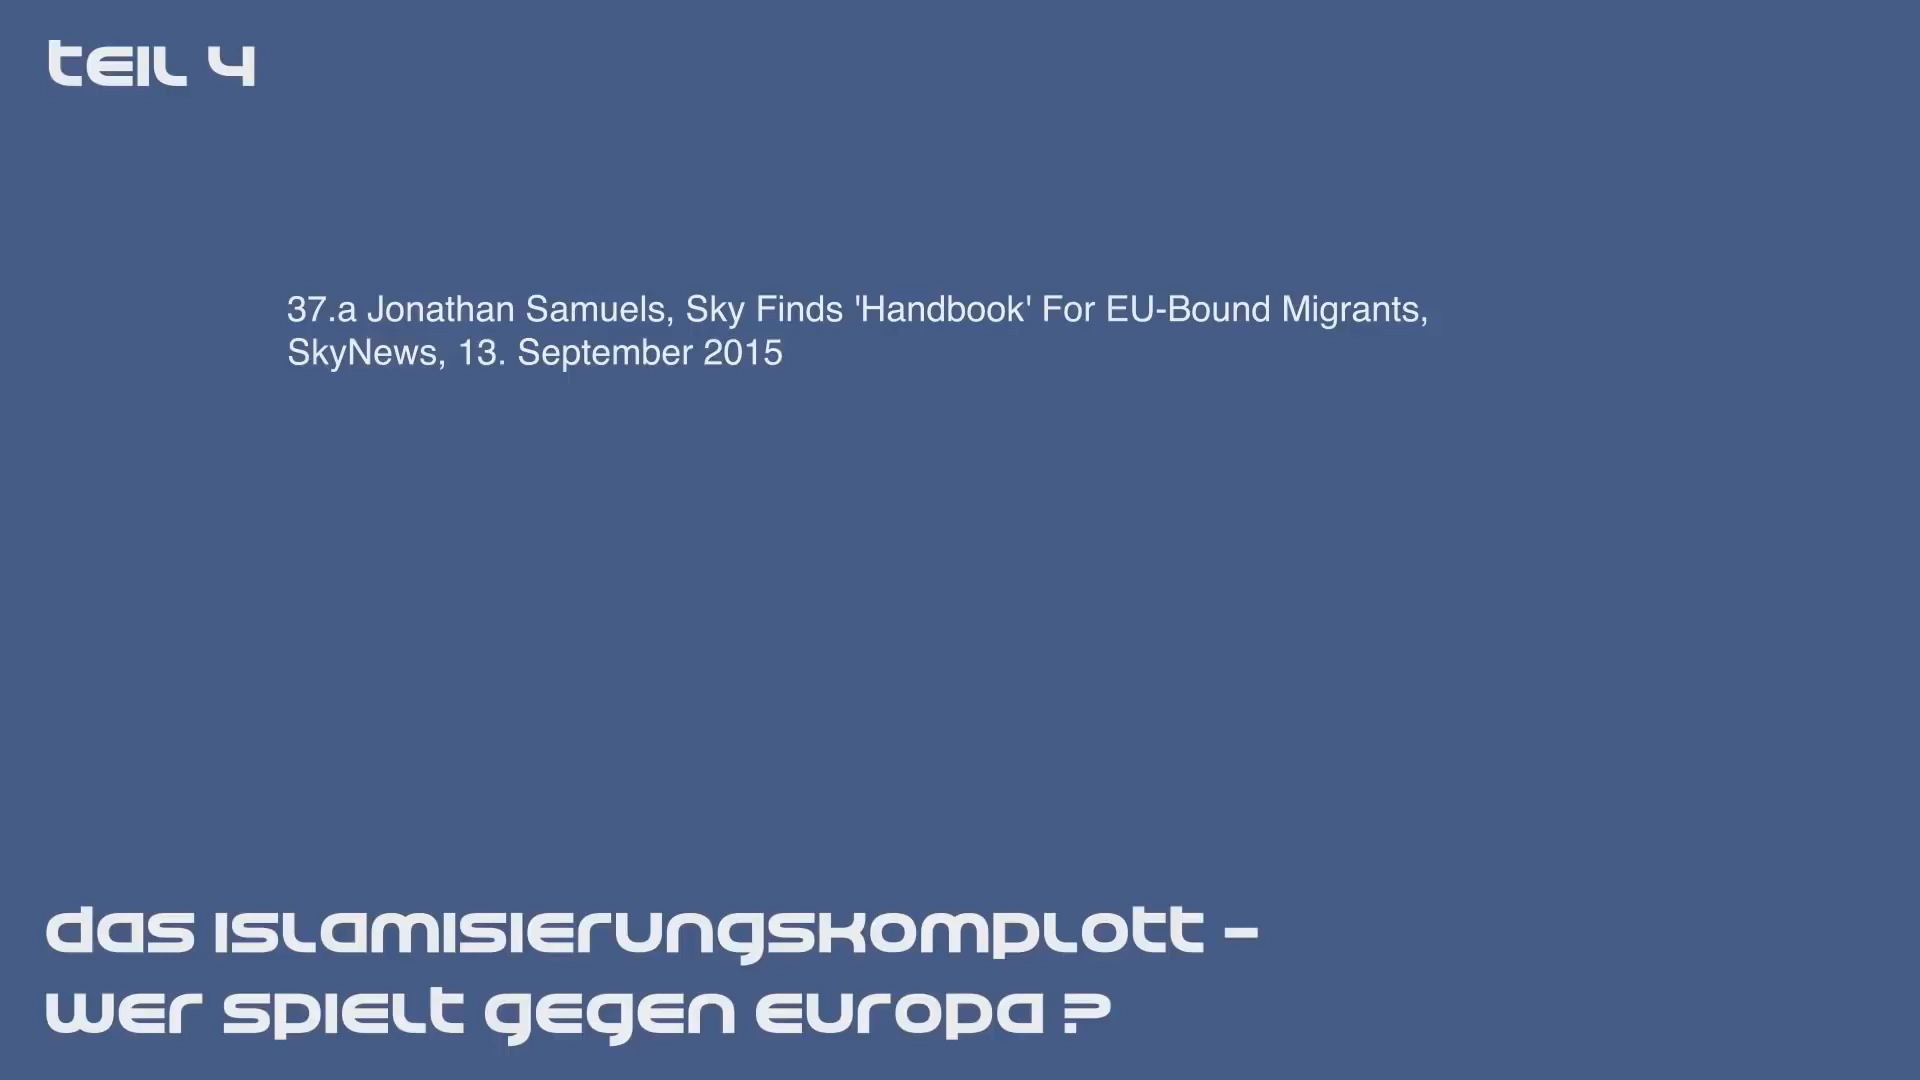 Teil 4
37.a Jonathan Samuels, Sky Finds 'Handbook' For EU-Bound Migrants,
SkyNews, 13. September 2015
Das Islamisierungskomplott –
Wer spielt gegen Europa ?